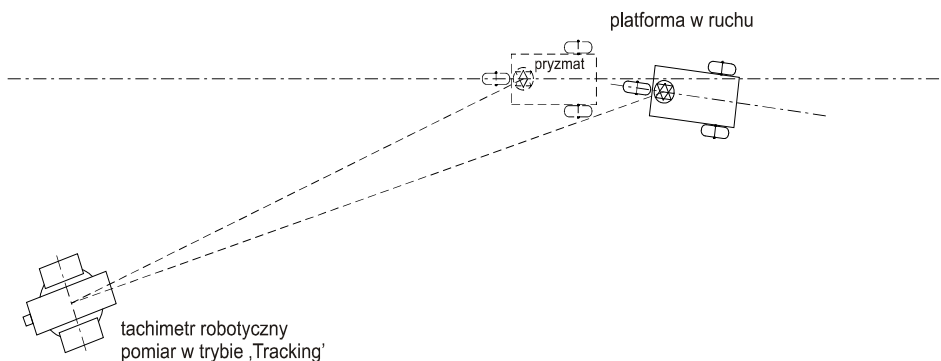 platforma w ruchu
pryzmat
tachimetr robotyczny
pomiar w trybie ‚Tracking’